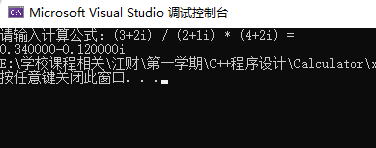 Microsoft Visual Studio 调试控制台
请输入计算公式: (3+2i) / (2+1i) * (4+2i) =
0.340000-0.120000i
E:\学校课程相关\江财\第一学期\C++程序设计\Calculator\x
按任意键关闭此窗口. . .